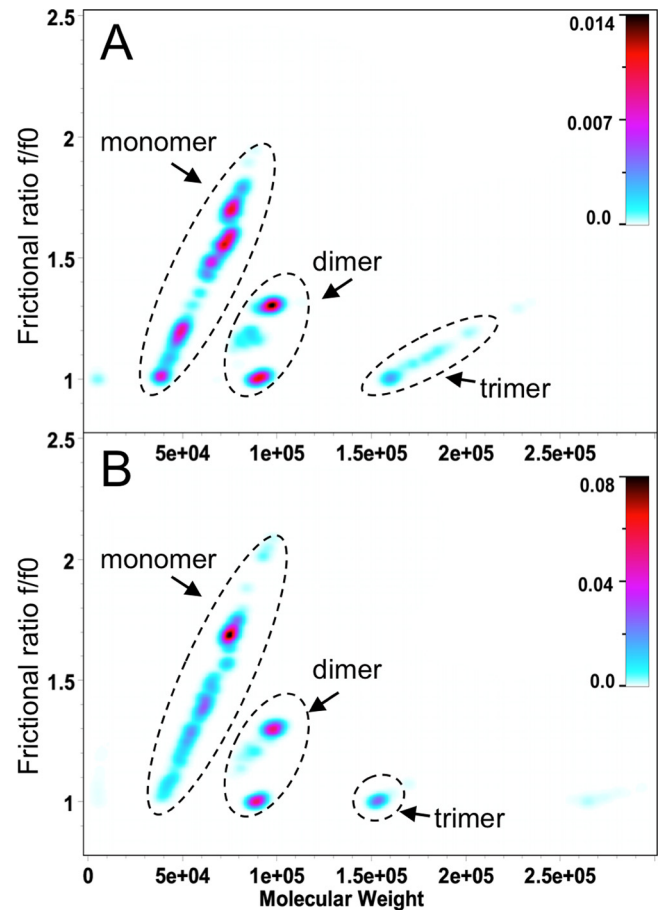 A
2.5
2
1.5
1
Frictional ratio f/f0
monomer
dimer
trimer
0.014
0.007
0.0
5e+04 1e+05 1.5e+05 2e+05 2.5e+05
B
2.5
2
1.5
1
Frictional ratio f/f0
monomer
dimer
trimer
0.08
0.04
0.0
0 5e+04 1e+05 1.5e+05 2e+05 2.5e+05
Molecular Weight